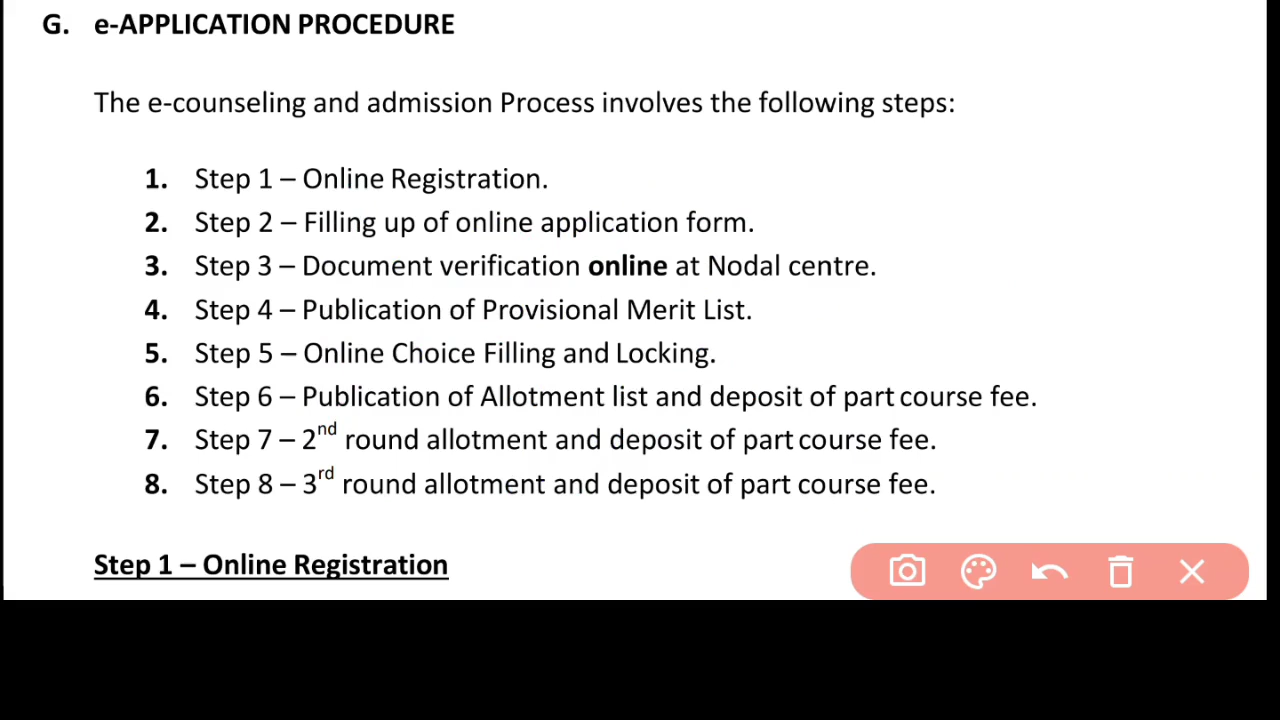 G. e-APPLICATION PROCEDURE
The e-counseling and admission Process involves the following steps:
1. Step 1 – Online Registration.
2. Step 2 – Filling up of online application form.
3. Step 3 – Document verification online at Nodal centre.
4. Step 4 – Publication of Provisional Merit List.
5. Step 5 – Online Choice Filling and Locking.
6. Step 6 – Publication of Allotment list and deposit of part course fee.
7. Step 7 – 2nd round allotment and deposit of part course fee.
8. Step 8 – 3rd round allotment and deposit of part course fee.
Step 1 – Online Registration